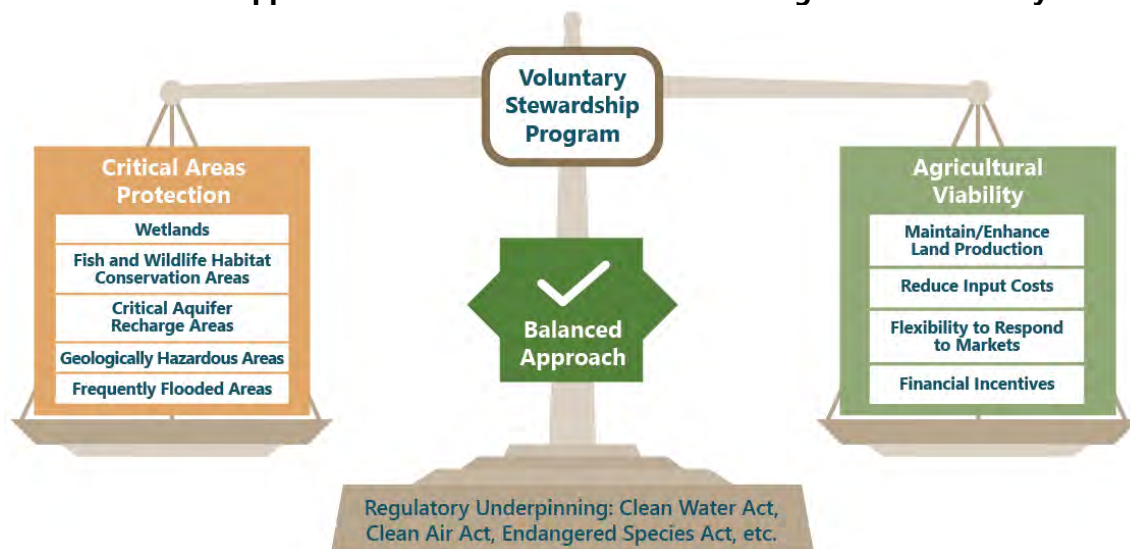 Voluntary
Stewardship
Program
Critical Areas
Protection
Wetlands
Fish and Wildlife Habitat
Conservation Areas
Critical Aquifer
Recharge Areas
Geologically Hazardous Areas
Frequently Flooded Areas
Balanced
Approach
Agricultural
Viability
Maintain/Enhance
Land Production
Reduce Input Costs
Flexibility to Respond
to Markets
Financial Incentives
Regulatory Underpinning: Clean Water Act,
Clean Air Act, Endangered Species Act, etc.